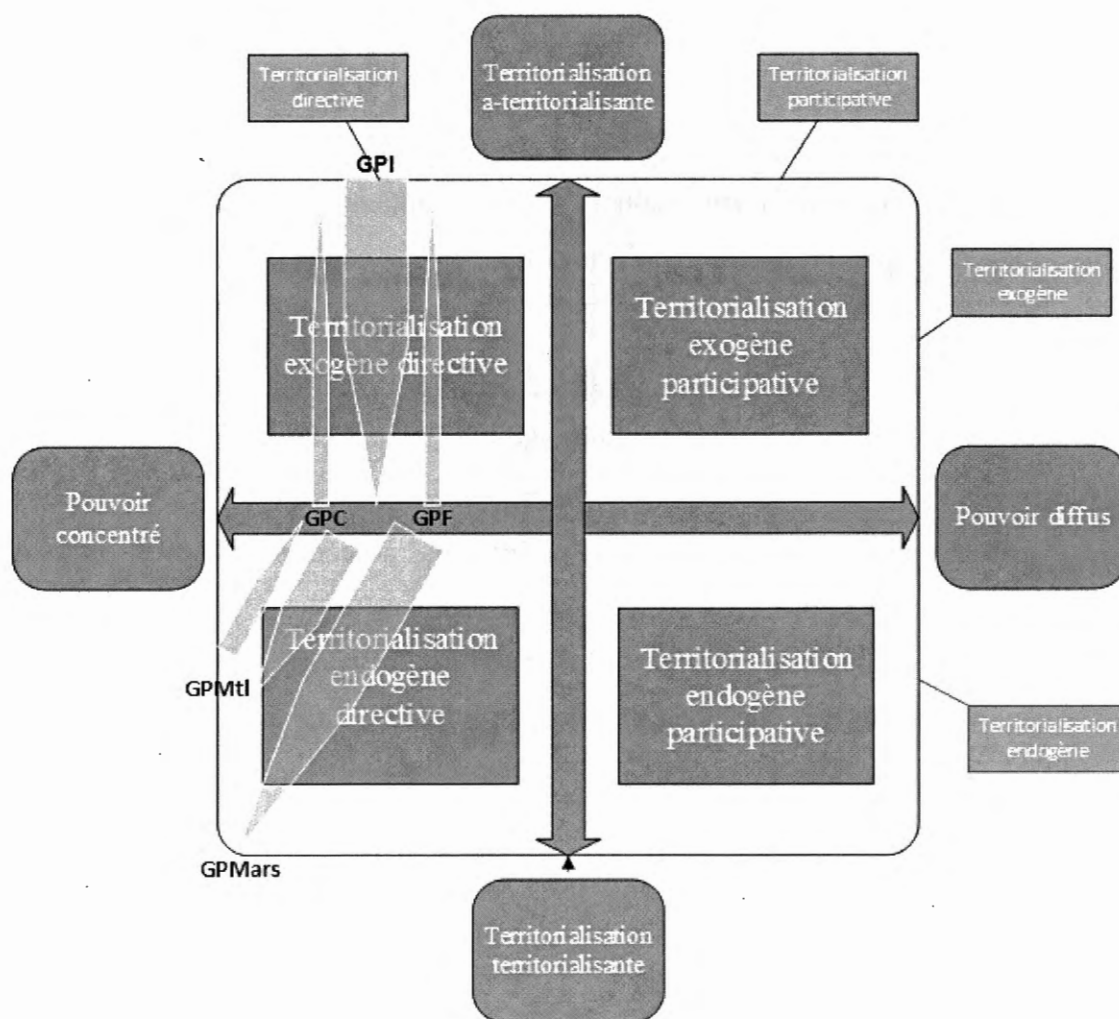 Territorialisation
directive
Territorialisation
a-territorialisante
Territorialisation
participative
GPI
Territorialisation
exogène directive
Territorialisation
exogène
participative
Territorialisation
exogène
Pouvoir
concentré
GPC
GPF
Pouvoir diffus
Territorialisation
endogène
directive
Territorialisation
endogène
participative
GPMtl
Territorialisation
endogène
GPMars
Territorialisation
territorialisante